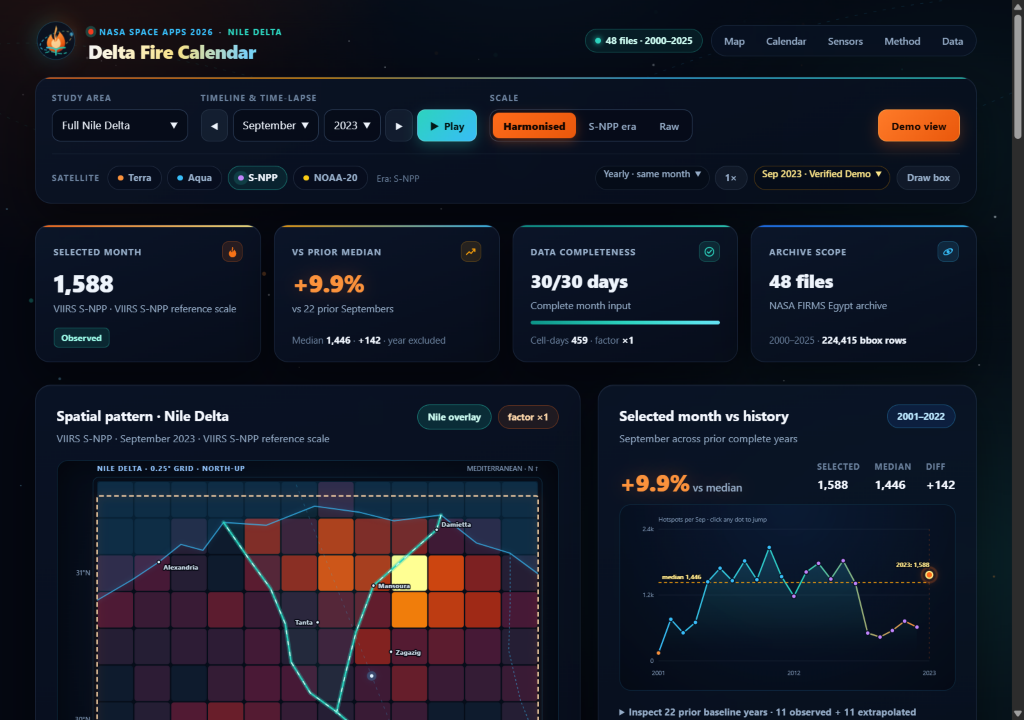 NASA SPACE APPS 2026 · NILE DELTA
Delta Fire Calendar
48 files · 2000–2025
Map
Calendar
Sensors
Method
Data
STUDY AREA
TIMELINE & TIME-LAPSE
SCALE
Full Nile Delta ▼
◀
September ▼
2023 ▼
▶
▶ Play
Harmonised
S-NPP era
Raw
Demo view
SATELLITE
Terra
Aqua
S-NPP
NOAA-20
Era: S-NPP
Yearly · same month ▼
1×
Sep 2023 · Verified Demo ▼
Draw box
SELECTED MONTH
1,588
VIIRS S-NPP · VIIRS S-NPP reference scale
Observed
VS PRIOR MEDIAN
+9.9%
vs 22 prior Septembers
Median 1,446 · +142 · year excluded
DATA COMPLETENESS
30/30 days
Complete month input
Cell-days 459 · factor ×1
ARCHIVE SCOPE
48 files
NASA FIRMS Egypt archive
2000–2025 · 224,415 bbox rows
Spatial pattern · Nile Delta
Nile overlay
factor ×1
VIIRS S-NPP · September 2023 · VIIRS S-NPP reference scale
NILE DELTA · 0.25° GRID · NORTH-UP
MEDITERRANEAN · N ↑
Damietta
Alexandria
31°N
Mansoura
Tanta
Zagazig
30°N
Selected month vs history
2001–2022
September across prior complete years
+9.9% vs median
SELECTED
MEDIAN
DIFF
1,588
1,446
+142
Hotspots per Sep · click any dot to jump
2.4k
2023: 1,588
median 1,446
1.2k
0
2001
2012
2023
▶ Inspect 22 prior baseline years · 11 observed + 11 extrapolated